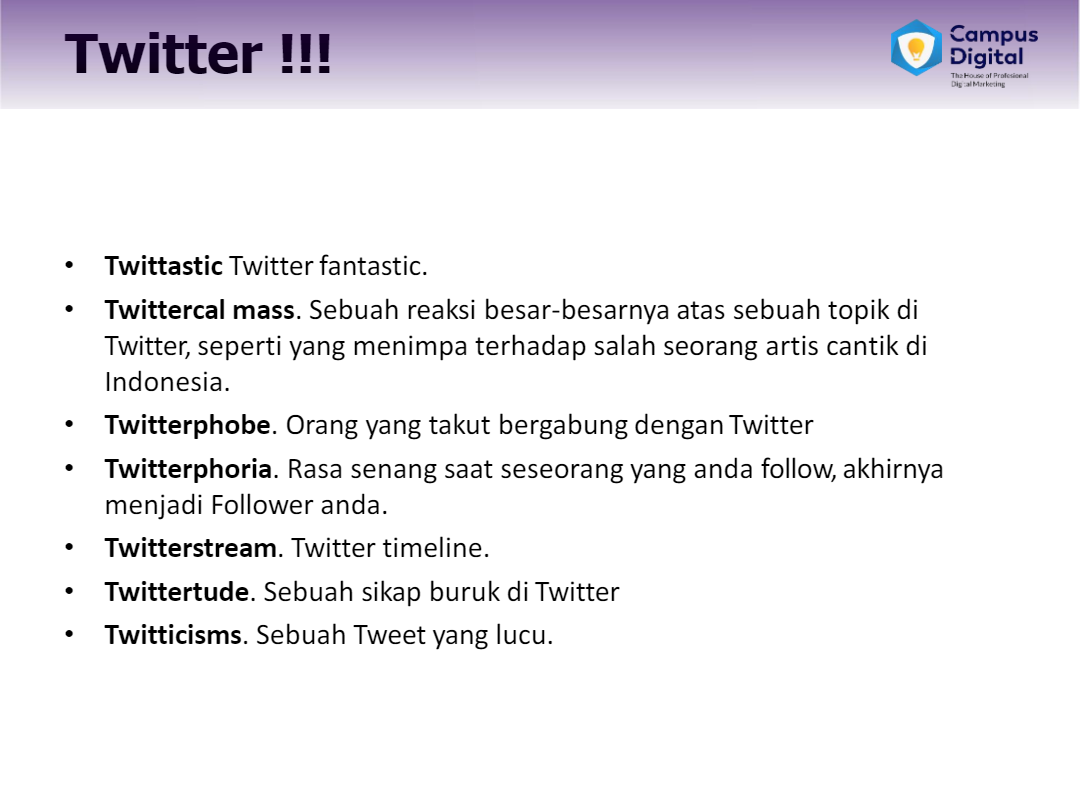 Twitter !!!
Campus
Digital
The House of Profesional
Digital Marketing
• Twittastic Twitter fantastic.
• Twittercal mass. Sebuah reaksi besar-besarnya atas sebuah topik di
Twitter, seperti yang menimpa terhadap salah seorang artis cantik di
Indonesia.
• Twitterphobe. Orang yang takut bergabung dengan Twitter
• Twitterphoria. Rasa senang saat seseorang yang anda follow, akhirnya
menjadi Follower anda.
• Twitterstream. Twitter timeline.
• Twittertude. Sebuah sikap buruk di Twitter
• Twitticisms. Sebuah Tweet yang lucu.